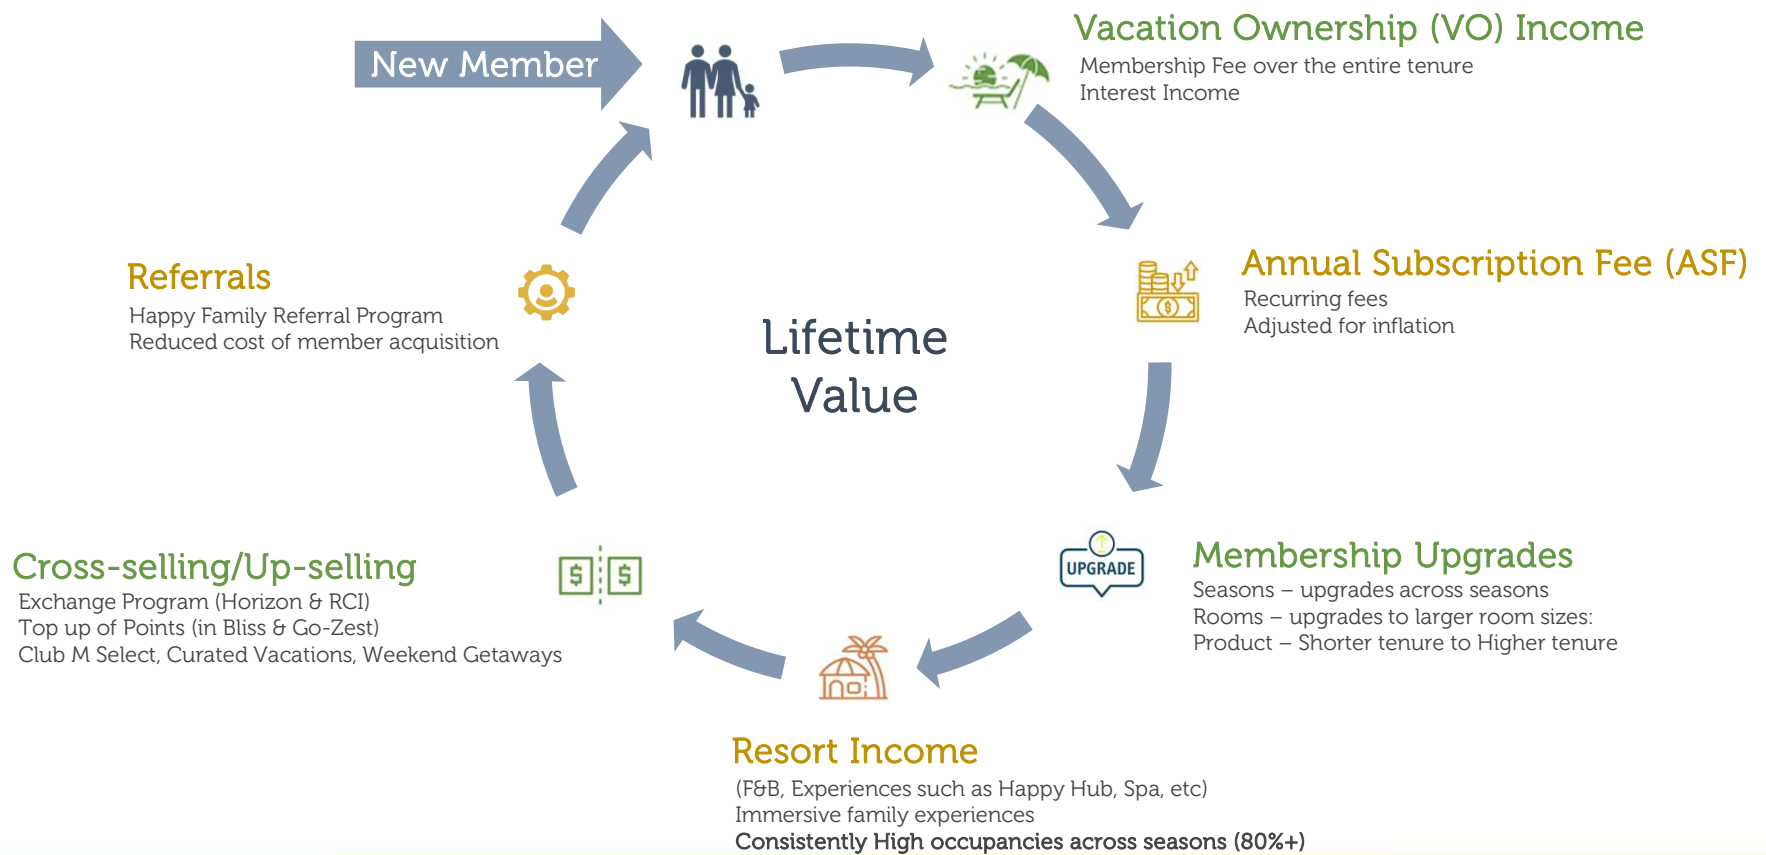 New Member
Vacation Ownership (VO) Income
Membership Fee over the entire tenure
Interest Income
Annual Subscription Fee (ASF)
Recurring fees
Adjusted for inflation
UPGRADE
Membership Upgrades
Seasons – upgrades across seasons
Rooms – upgrades to larger room sizes:
Product – Shorter tenure to Higher tenure
Resort Income
(F&B, Experiences such as Happy Hub, Spa, etc)
Immersive family experiences
Consistently High occupancies across seasons (80%+)
$ $
Cross-selling/Up-selling
Exchange Program (Horizon & RCI)
Top up of Points (in Bliss & Go-Zest)
Club M Select, Curated Vacations, Weekend Getaways
Referrals
Happy Family Referral Program
Reduced cost of member acquisition
Lifetime
Value